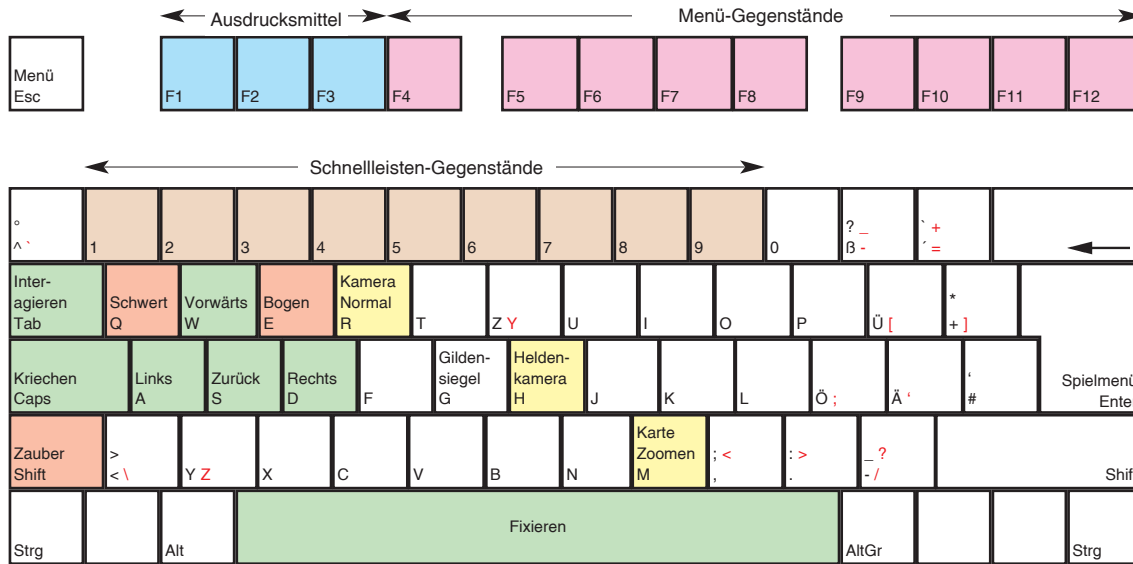 Ausdrucksmittel Menü-Gegenstände
Menü
Esc F1 F2 F3 F4 F5 F6 F7 F8 F9 F10 F11 F12
Schnellleisten-Gegenstände
° ? _ ` +
^ ` 1 2 3 4 5 6 7 8 9 0 ß - ´ =
Inter- Kamera
agieren Schwert Vorwärts Bogen Normal *
Tab Q W E R T Z Y U I O P Ü [ + ]
Gilden- Helden- ‘
Kriechen Links Zurück Rechts siegel kamera Spielmenü
Caps A S D F G H J K L Ö ; Ä ‘ # Enter
Karte
Zauber > Zoomen ; < : > _ ?
Shift < \ Y Z X C V B N M , . - / Shift
Fixieren
Strg Alt AltGr Strg